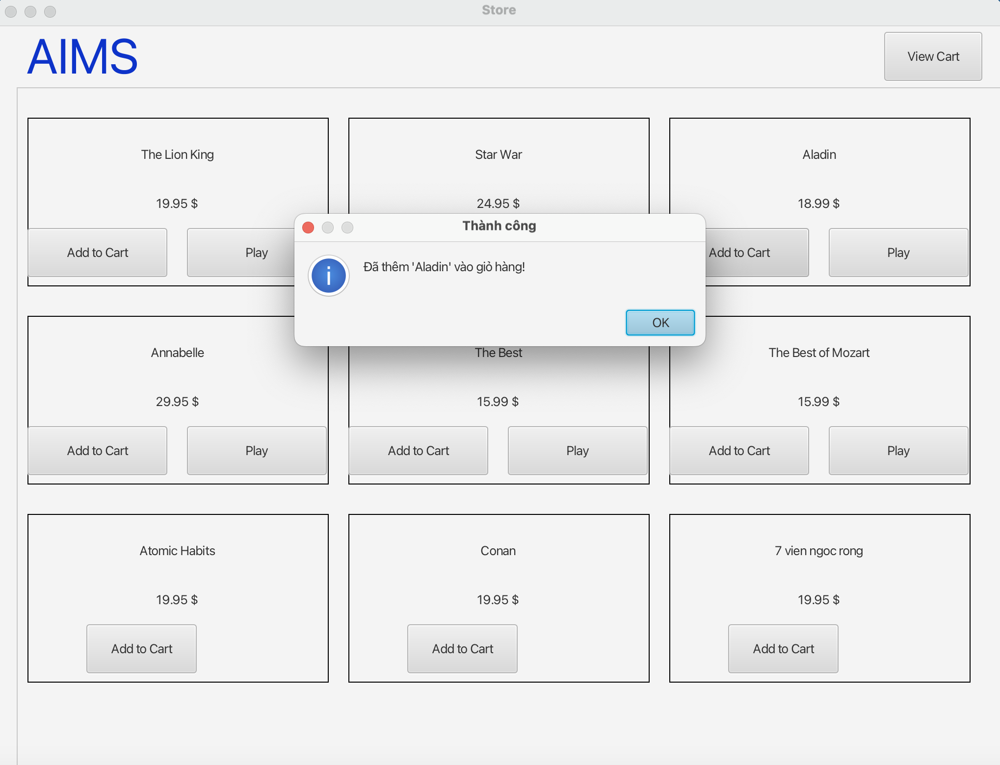 Store
AIMS
View Cart
The Lion King
Star War
Aladin
19.95 $
24.95 $
18.99 $
Add to Cart
Play
Add to Cart
Play
Thành công
Đã thêm 'Aladin' vào giỏ hàng!
OK
Annabelle
The Best
The Best of Mozart
29.95 $
15.99 $
15.99 $
Add to Cart
Play
Add to Cart
Play
Add to Cart
Play
Atomic Habits
Conan
7 vien ngoc rong
19.95 $
19.95 $
19.95 $
Add to Cart
Add to Cart
Add to Cart